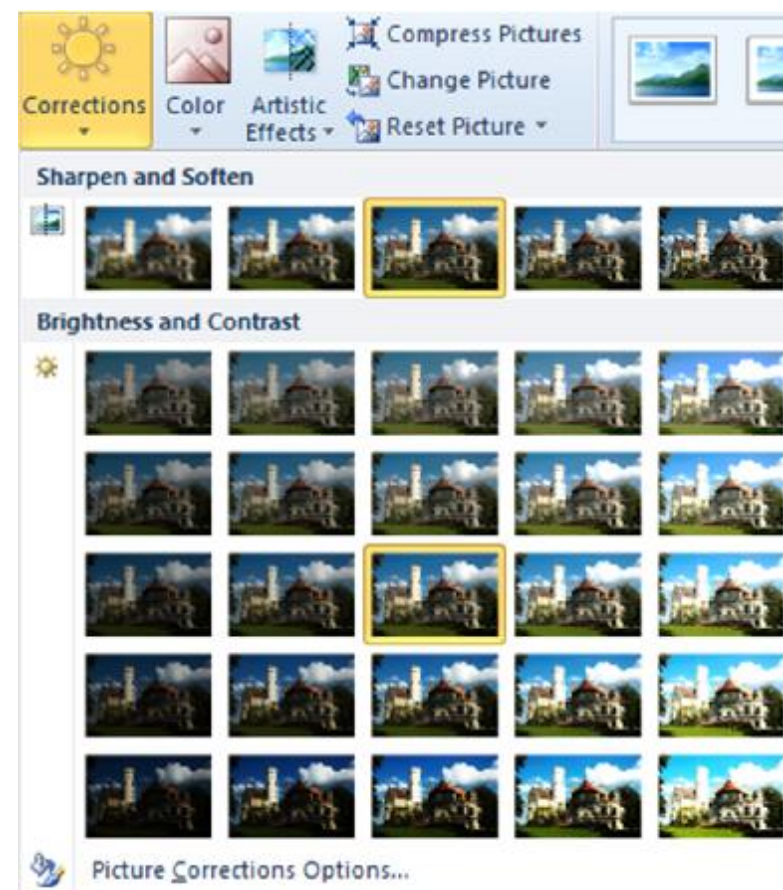 Compress Pictures
Change Picture
Corrections Color Artistic Effects Reset Picture
Sharpen and Soften
Brightness and Contrast
Picture Corrections Options...